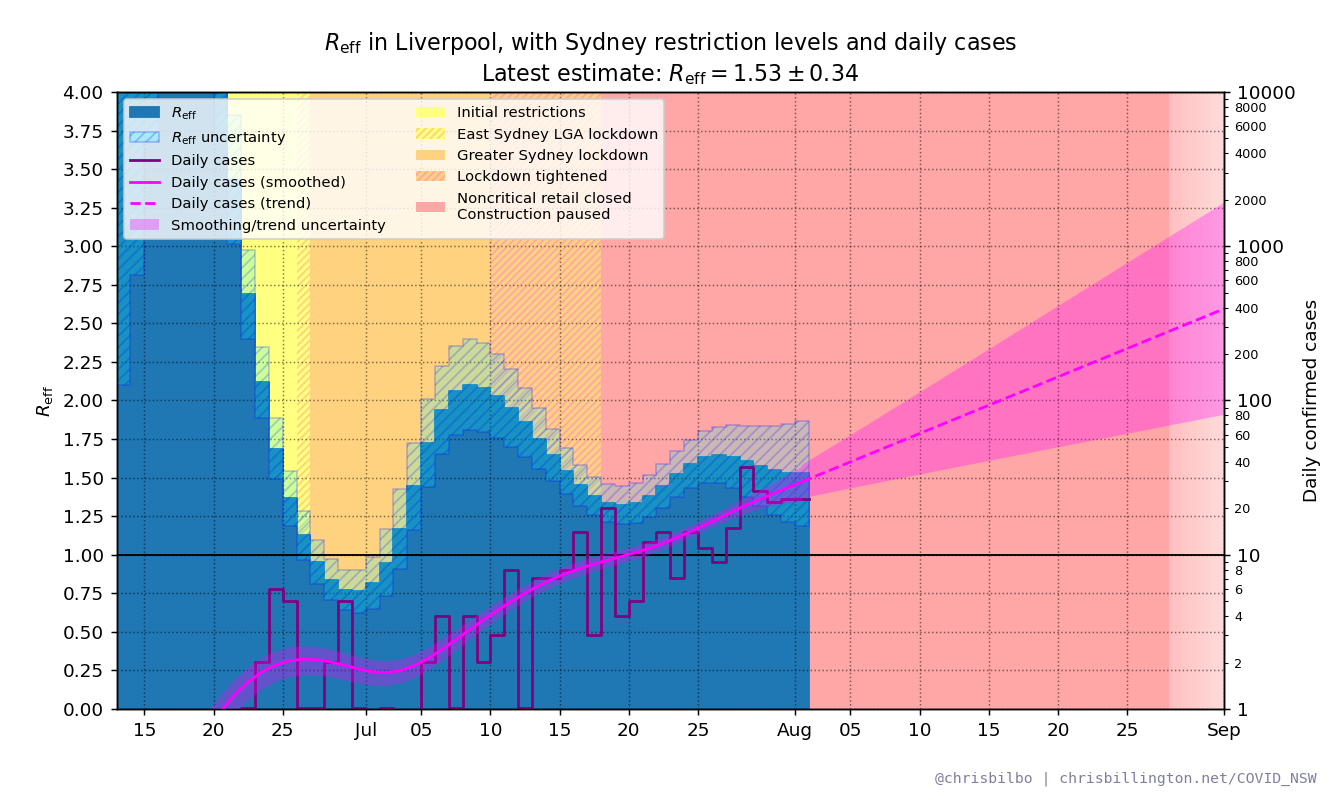 R_eff in Liverpool, with Sydney restriction levels and daily cases
Latest estimate: R_eff = 1.53 ± 0.34
R_eff
R_eff uncertainty
Daily cases
Daily cases (smoothed)
Daily cases (trend)
Smoothing/trend uncertainty
Initial restrictions
East Sydney LGA lockdown
Greater Sydney lockdown
Lockdown tightened
Noncritical retail closed
Construction paused
R_eff
4.00
3.75
3.50
3.25
3.00
2.75
2.50
2.25
2.00
1.75
1.50
1.25
1.00
0.75
0.50
0.25
0.00
10000
8000
6000
4000
2000
1000
800
600
400
200
100
80
60
40
20
10
8
6
4
2
1
Daily confirmed cases
15 20 25 Jul 05 10 15 20 25 Aug 05 10 15 20 25 Sep
@chrisbilbo | chrisbillington.net/COVID_NSW